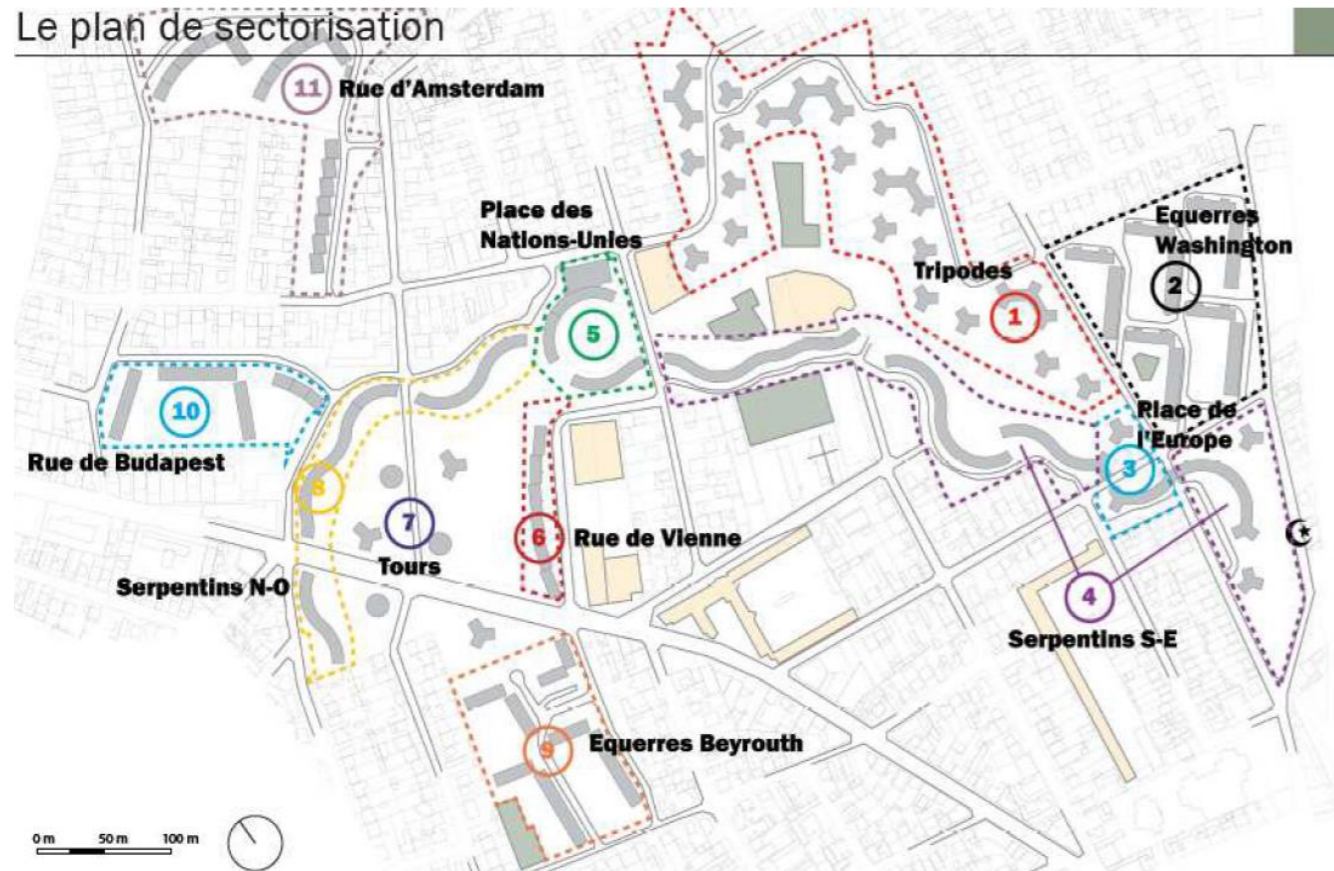 Le plan de sectorisation
11 Rue d'Amsterdam
Place des
Nations-Unies
5
Tripodes
1
Equerres
Washington
2
10
Rue de Budapest
8
Serpentins N-O
7
Tours
6 Rue de Vienne
Place de
l'Europe
3
4
Serpentins S-E
9 Equerres Beyrouth
0 m 50 m 100 m